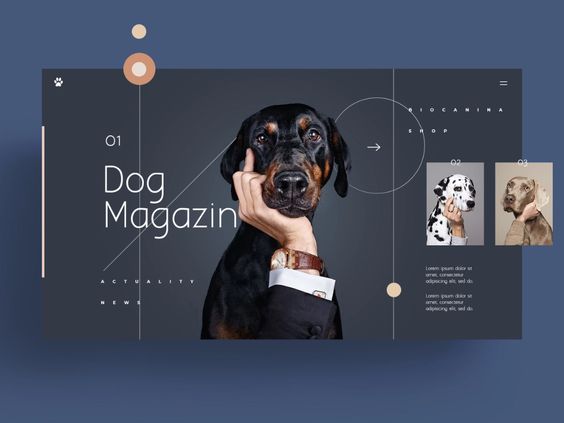 01
Dog
Magazin
ACTUALITY
NEWS
BIOCANINA
SHOP
02
03
Lorem ipsum dolor sit
amet, consectetur
adipiscing elit, sed do.
Lorem ipsum dolor sit
amet, consectetur
adipiscing elit, sed do.